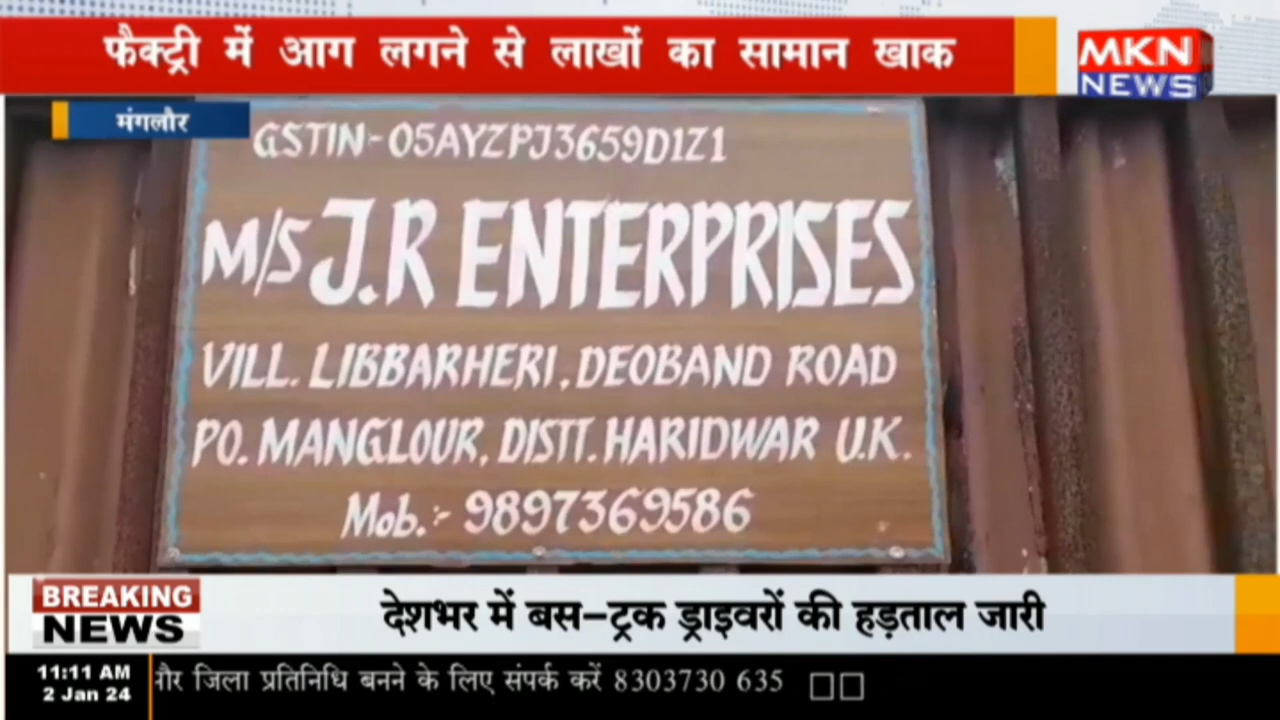 फैक्ट्री में आग लगने से लाखों का सामान खाक
MKN
NEWS
मंगलौर
GSTIN-05AYZPJ3659D1Z1
M/S J.R ENTERPRISES
VILL. LIBBARHERI, DEOBAND ROAD
PO. MANGLOUR, DISTT. HARIDWAR U.K.
Mob.:- 9897369586
BREAKING
NEWS
देशभर में बस-ट्रक ड्राइवरों की हड़ताल जारी
11:11 AM
2 Jan 24
जिला प्रतिनिधि बनने के लिए संपर्क करें 8303730 635